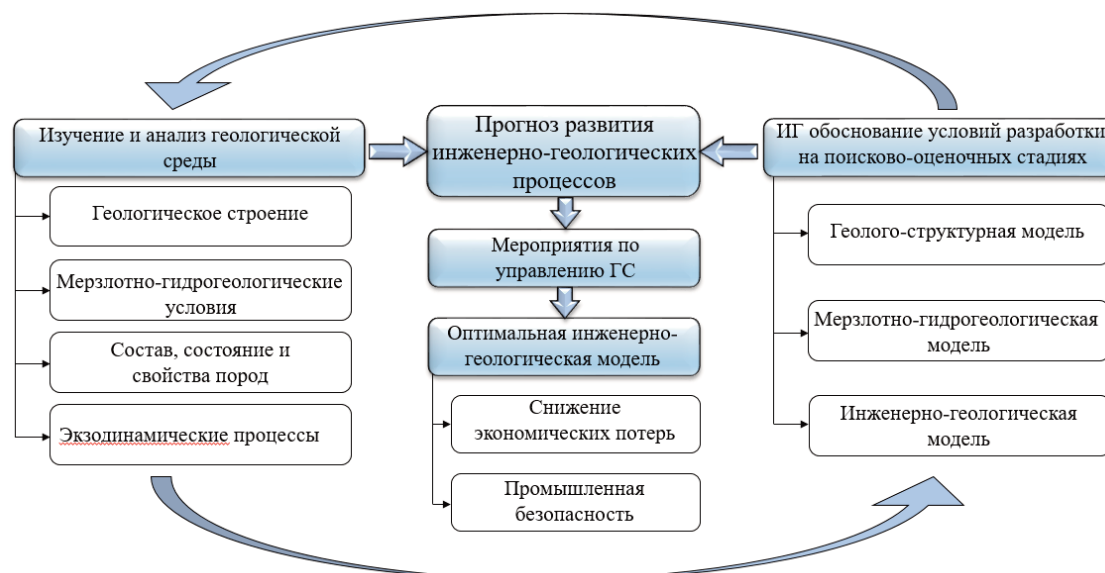 Изучение и анализ геологической
среды
Геологическое строение
Мерзлотно-гидрогеологические
условия
Состав, состояние и
свойства пород
Экзодинамические процессы
Прогноз развития
инженерно-геологических
процессов
Мероприятия по
управлению ГС
Оптимальная инженерно-
геологическая модель
Снижение
экономических потерь
Промышленная
безопасность
ИГ обоснование условий разработки
на поисково-оценочных стадиях
Геолого-структурная модель
Мерзлотно-гидрогеологическая
модель
Инженерно-геологическая
модель